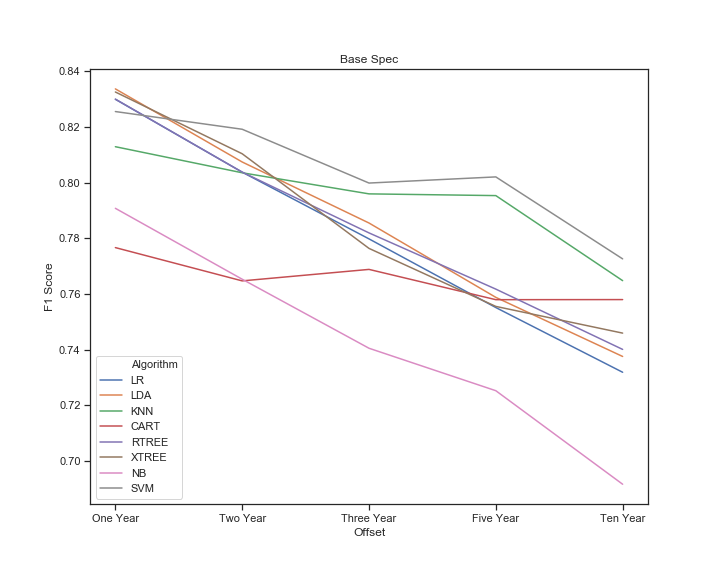 Base Spec
0.84
0.82
0.80
0.78
0.76
0.74
0.72
0.70
F1 Score
Algorithm
LR
LDA
KNN
CART
RTREE
XTREE
NB
SVM
One Year Two Year Three Year Five Year Ten Year
Offset